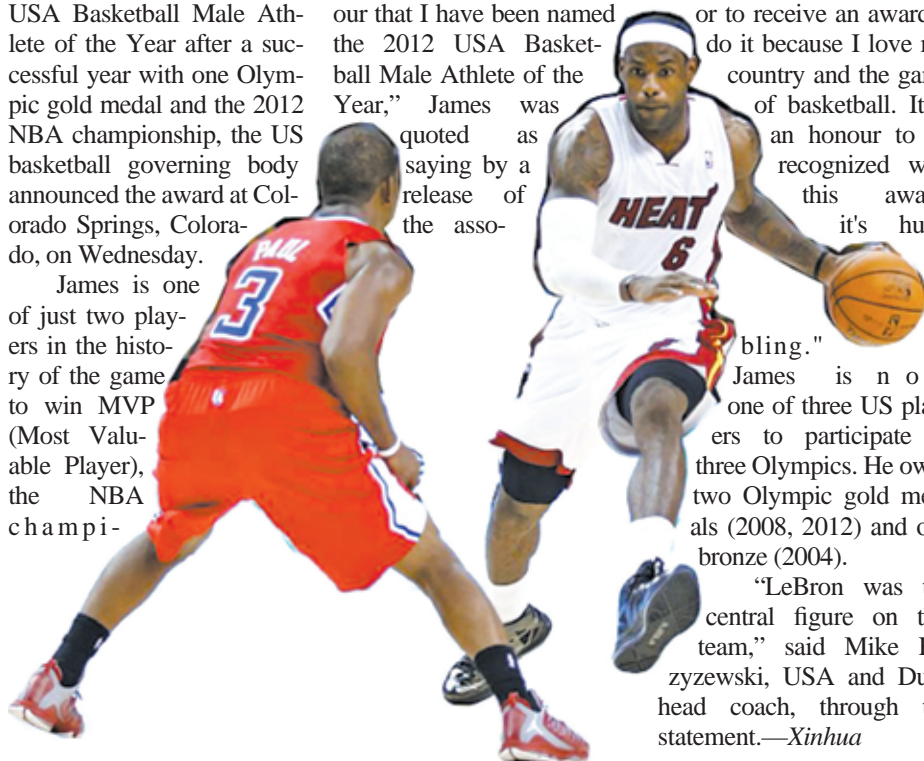 USA Basketball Male Ath-
lete of the Year after a suc-
cessful year with one Olym-
pic gold medal and the 2012
NBA championship, the US
basketball governing body
announced the award at Col-
orado Springs, Colora-
do, on Wednesday.
James is one
of just two play-
ers in the histo-
ry of the game
to win MVP
(Most Valu-
able Player),
the NBA
champi-
our that I have been named
the 2012 USA Basket-
ball Male Athlete of the
Year,” James was
quoted as
saying by a
release of
the asso-
or to receive an award
do it because I love
country and the ga
of basketball. It
an honour to
recognized w
this awa
it's hu
bling."
James is no
one of three US pla
ers to participate
three Olympics. He ow
two Olympic gold me
als (2008, 2012) and o
bronze (2004).
“LeBron was t
central figure on t
team,” said Mike
zyzewski, USA and Du
head coach, through t
statement.—Xinhua
PAUL
3
HEAT
6